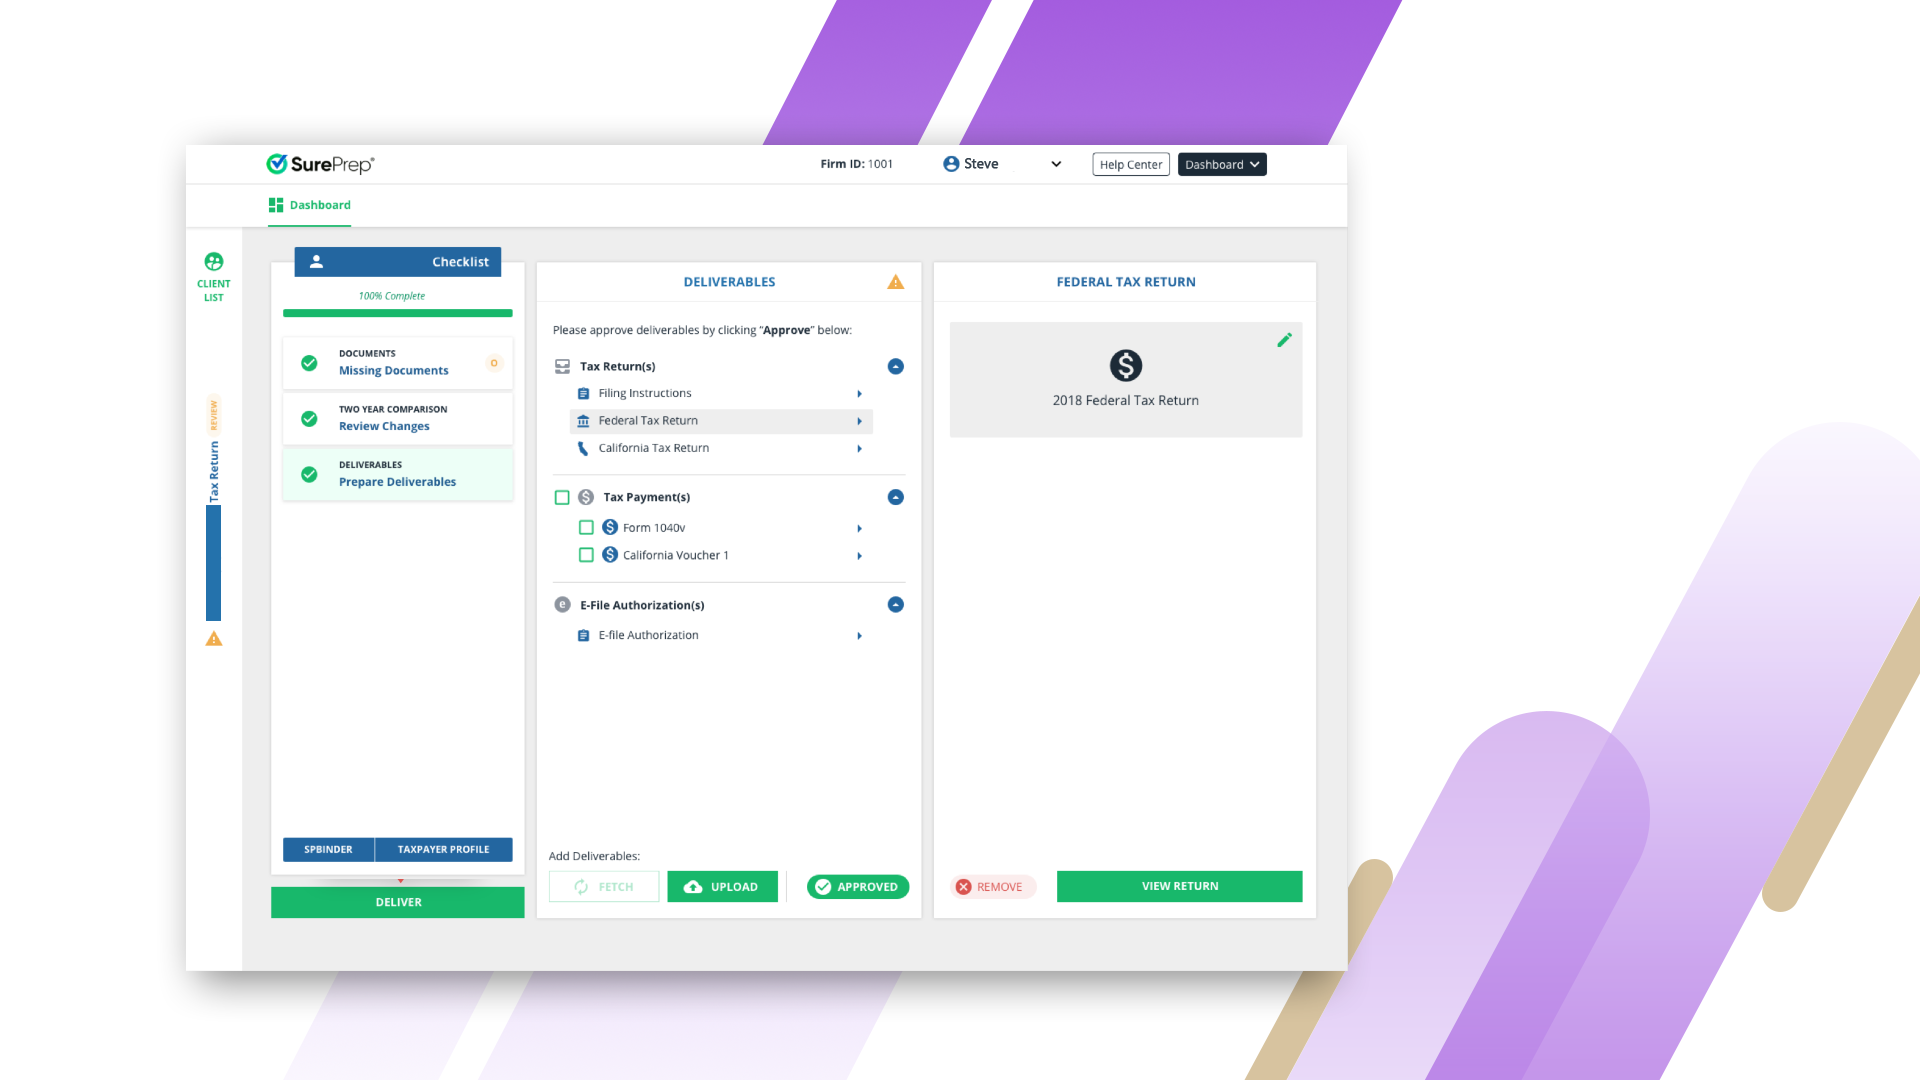 SurePrep®
Firm ID: 1001
Steve
Help Center
Dashboard
Dashboard
CLIENT
LIST
REVIEW
Tax Return
Checklist
100% Complete
DOCUMENTS
Missing Documents
TWO YEAR COMPARISON
Review Changes
DELIVERABLES
Prepare Deliverables
SPBINDER
TAXPAYER PROFILE
DELIVER
DELIVERABLES
Please approve deliverables by clicking “Approve” below:
Tax Return(s)
Filing Instructions
Federal Tax Return
California Tax Return
Tax Payment(s)
Form 1040v
California Voucher 1
e
E-File Authorization(s)
E-file Authorization
Add Deliverables:
FETCH
UPLOAD
APPROVED
FEDERAL TAX RETURN
$
2018 Federal Tax Return
REMOVE
VIEW RETURN